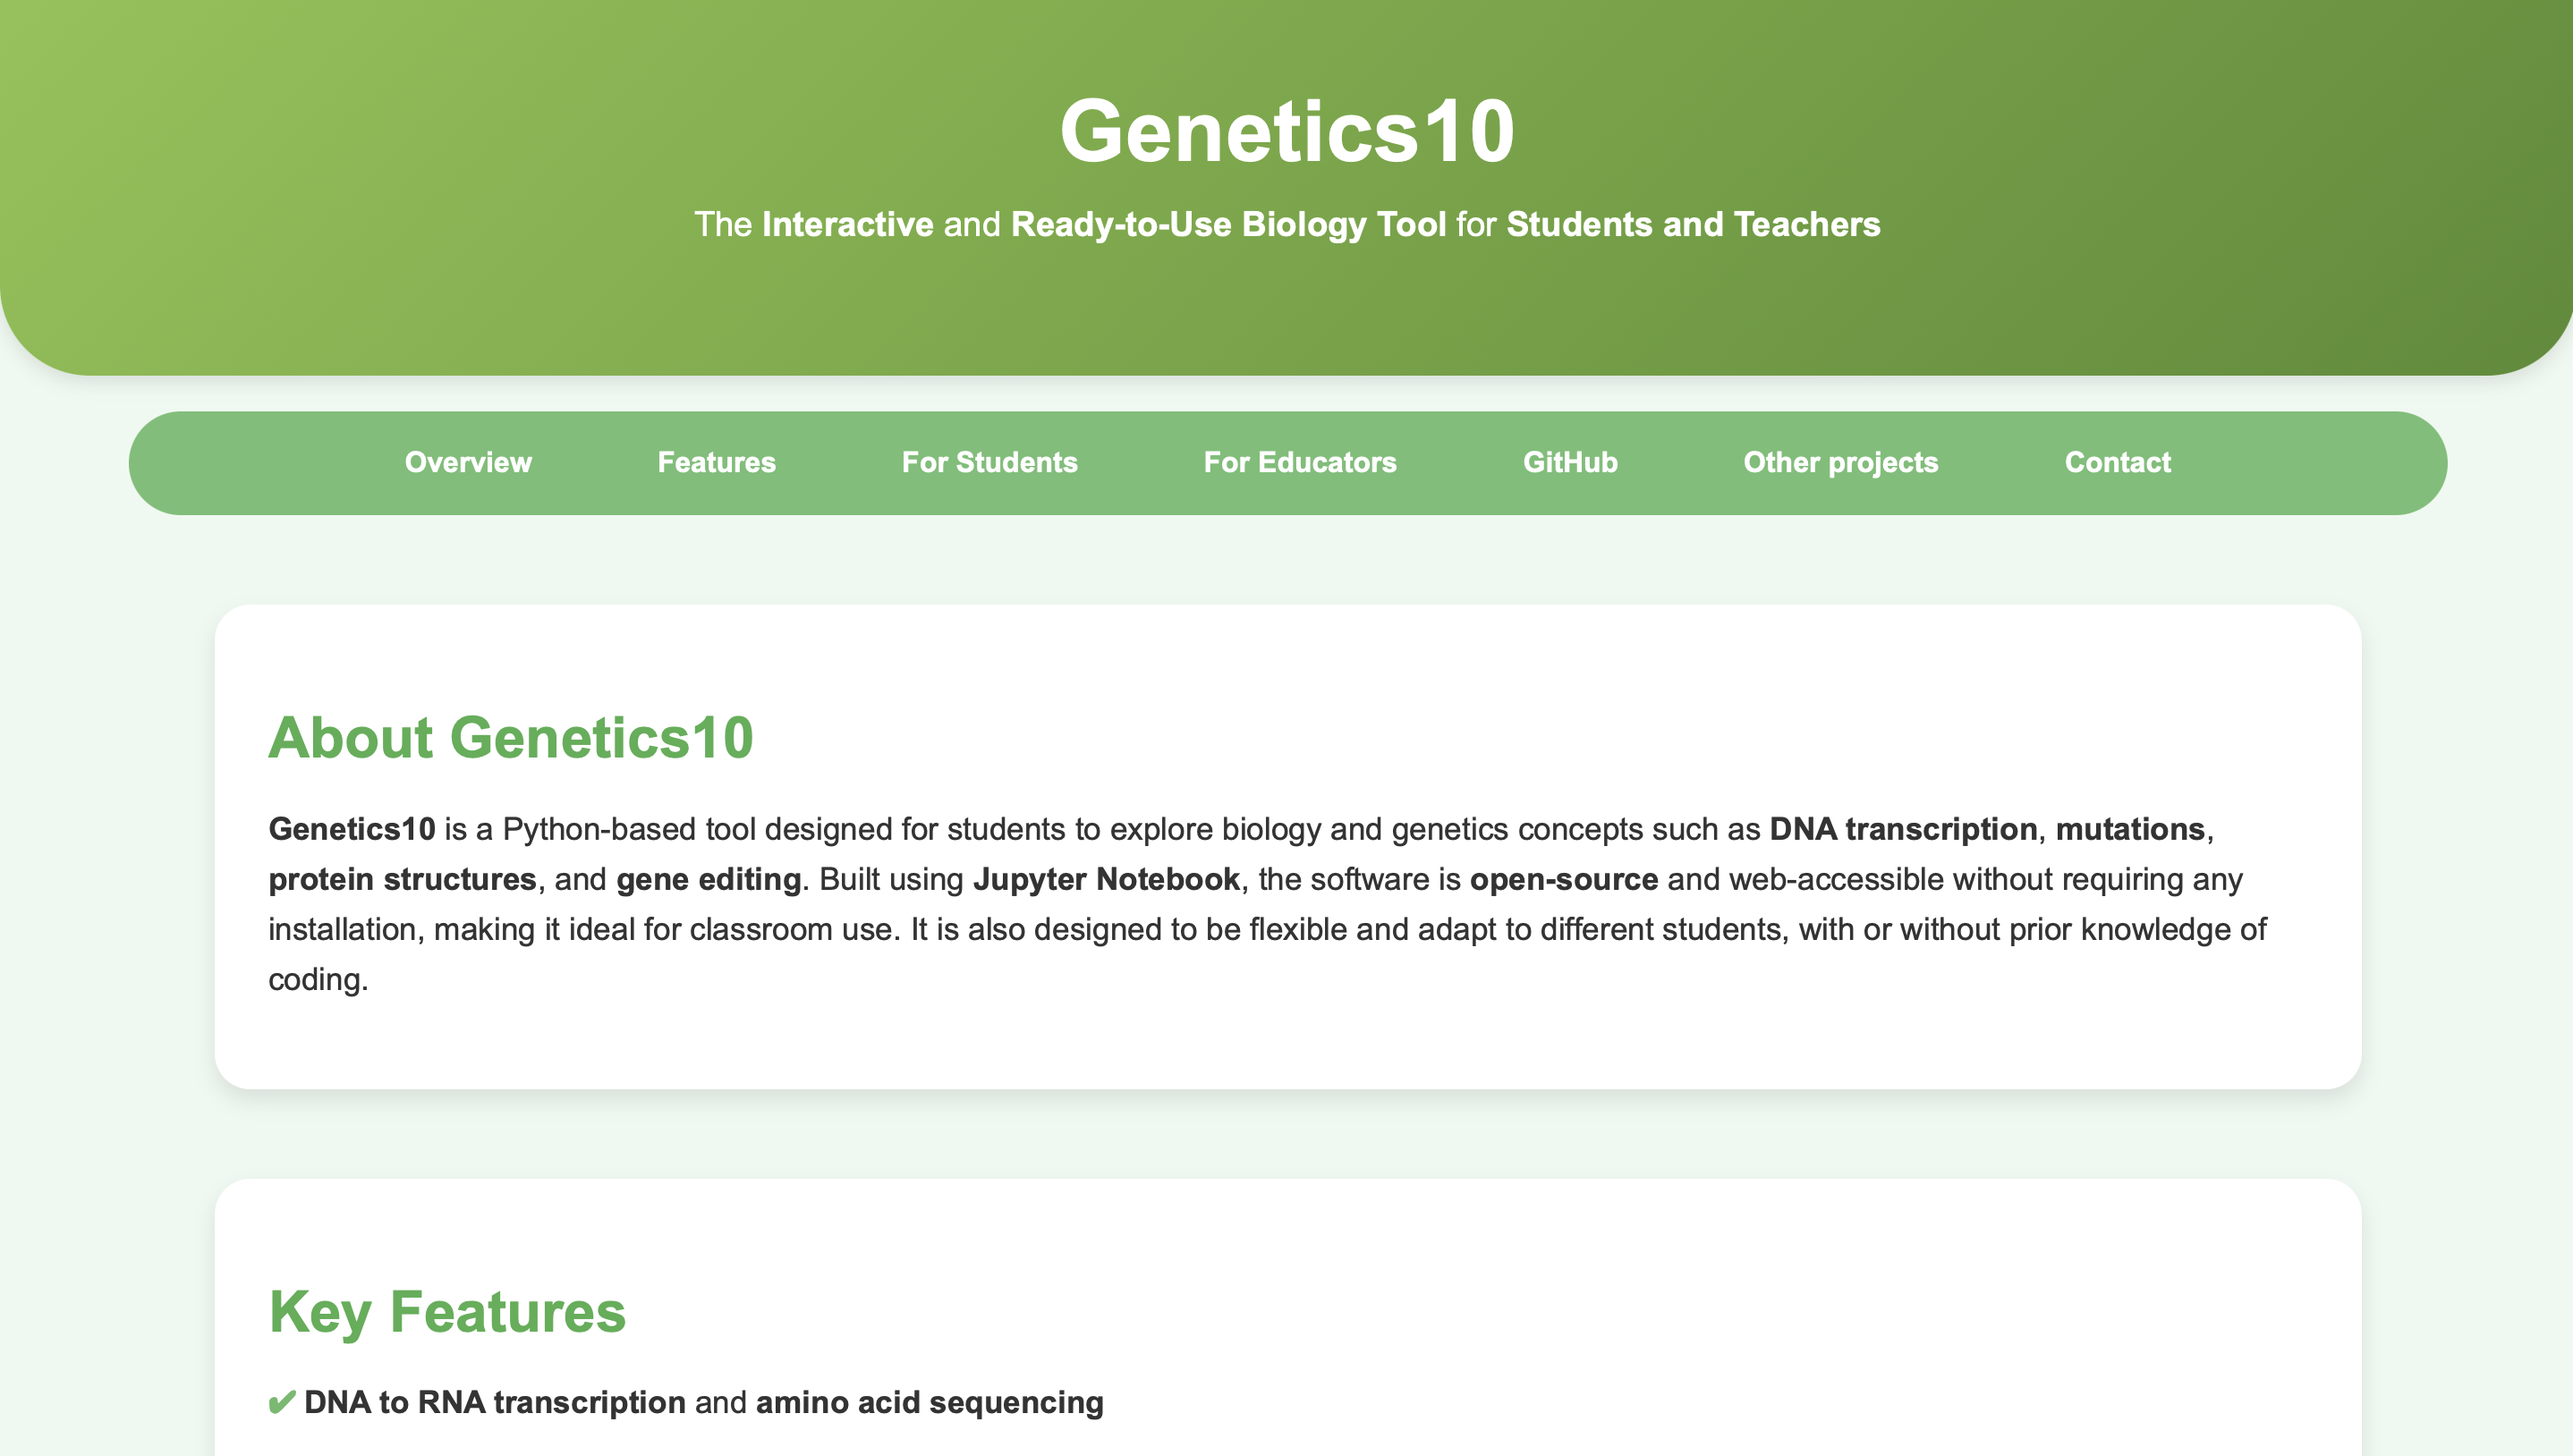 Genetics10
The Interactive and Ready-to-Use Biology Tool for Students and Teachers
Overview Features For Students For Educators GitHub Other projects Contact
About Genetics10
Genetics10 is a Python-based tool designed for students to explore biology and genetics concepts such as DNA transcription, mutations,
protein structures, and gene editing. Built using Jupyter Notebook, the software is open-source and web-accessible without requiring any
installation, making it ideal for classroom use. It is also designed to be flexible and adapt to different students, with or without prior knowledge of
coding.
Key Features
✔ DNA to RNA transcription and amino acid sequencing